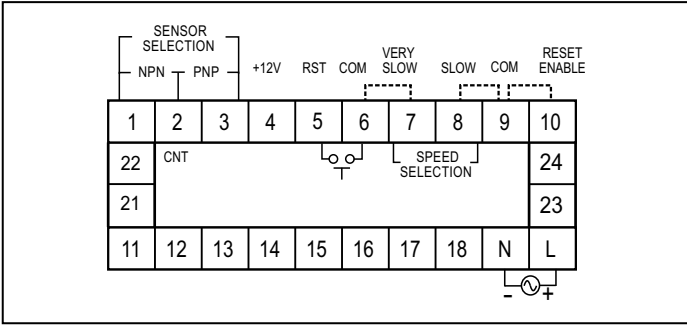 SENSOR
SELECTION
NPN PNP +12V RST COM VERY
SLOW SLOW COM RESET
ENABLE
1 2 3 4 5 6 7 8 9 10
22 CNT SPEED
SELECTION 24
21 23
11 12 13 14 15 16 17 18 N L
- +